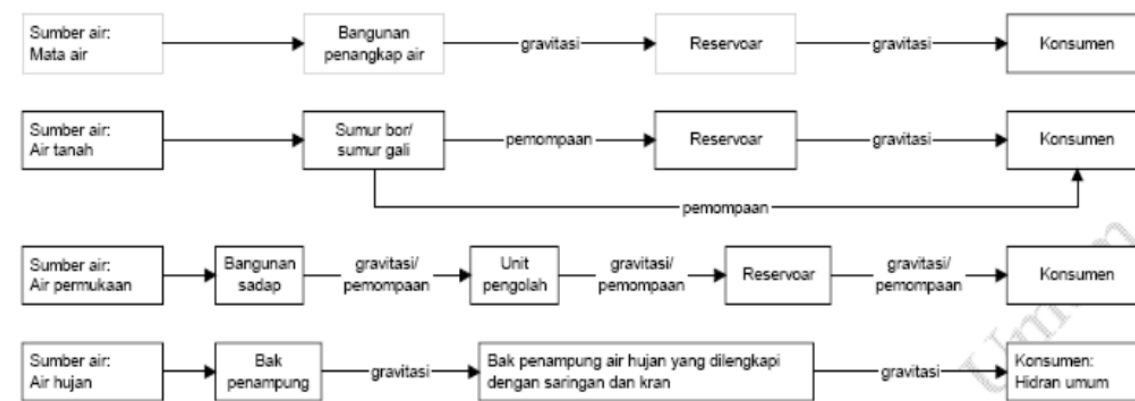 Sumber air:
Mata air
Bangunan
penangkap air
gravitasi
Reservoar
gravitasi
Konsumen
Sumber air:
Air tanah
Sumur bor/
sumur gali
pemompaan
Reservoar
gravitasi
Konsumen
pemompaan
Sumber air:
Air permukaan
Bangunan
sadap
gravitasi/
pemompaan
Unit
pengolah
gravitasi/
pemompaan
Reservoar
gravitasi/
pemompaan
Konsumen
Sumber air:
Air hujan
Bak
penampung
gravitasi
Bak penampung air hujan yang dilengkapi
dengan saringan dan kran
gravitasi
Konsumen:
Hidran umum